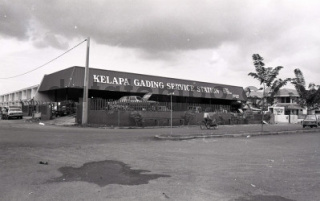 KELAPA GADING SERVICE STATION